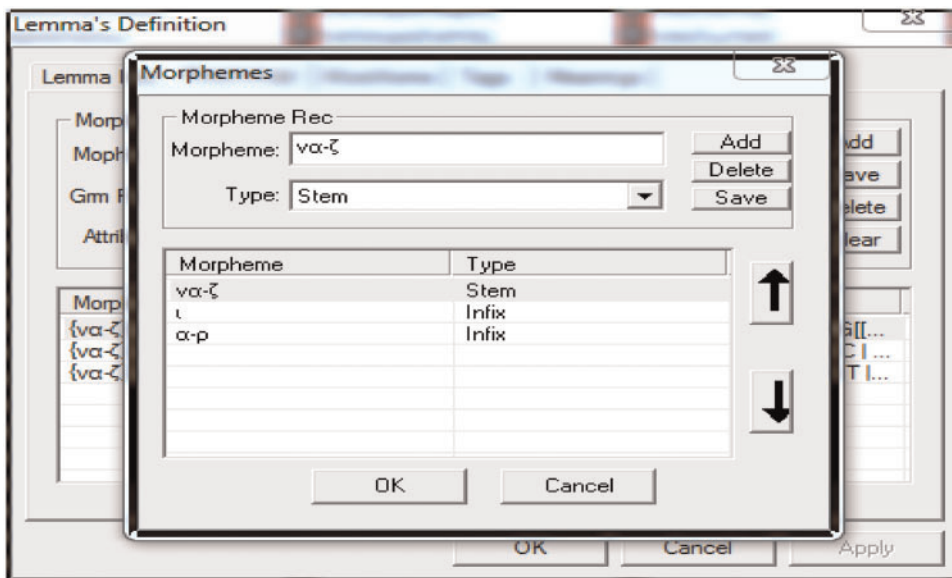 Lemma's Definition
Lemma
Morphemes
Morp
Morpheme Rec
Moph
Morpheme: να-ζ
Add
Delete
Grm
Type: Stem
Save
Attri
Morpheme Type
να-ζ Stem
ι Infix
α-ρ Infix
Morp
{να-ζ
{να-ζ
{να-ζ
dd
ave
elete
lear
G[[...
C | ...
T |...
OK Cancel
OK Cancel Apply